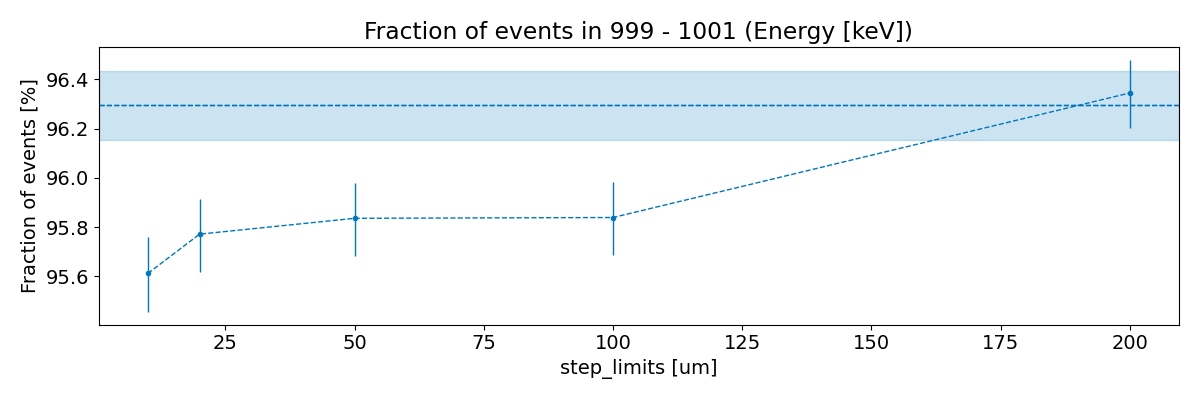 Fraction of events in 999 - 1001 (Energy [keV])
Fraction of events [%]
96.4
96.2
96.0
95.8
95.6
25 50 75 100 125 150 175 200
step_limits [um]